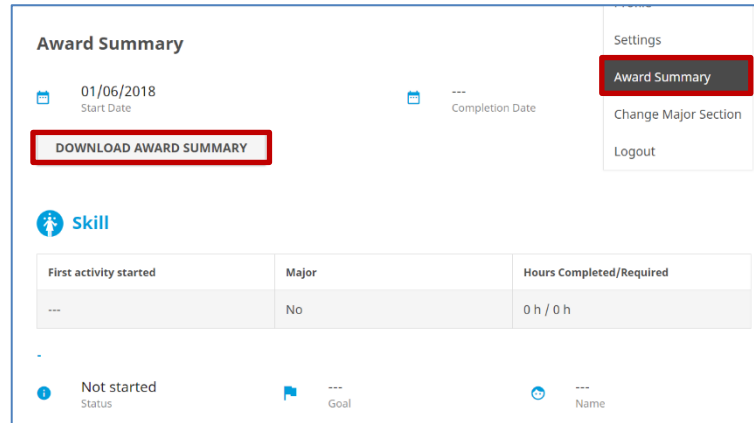 Settings
Award Summary
Award Summary
01/06/2018
Start Date
---
Completion Date
Change Major Section
DOWNLOAD AWARD SUMMARY
Logout
Skill
First activity started Major Hours Completed/Required
--- No 0 h / 0 h
-
Not started
Status
---
Goal
---
Name